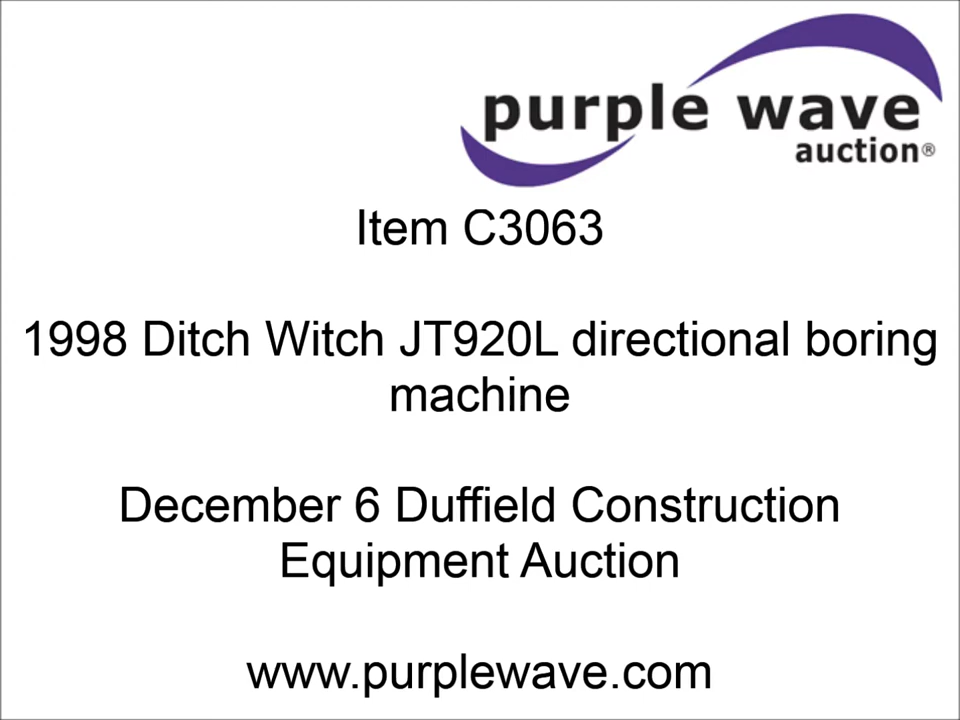 purple wave
auction®
Item C3063
1998 Ditch Witch JT920L directional boring
machine
December 6 Duffield Construction
Equipment Auction
www.purplewave.com